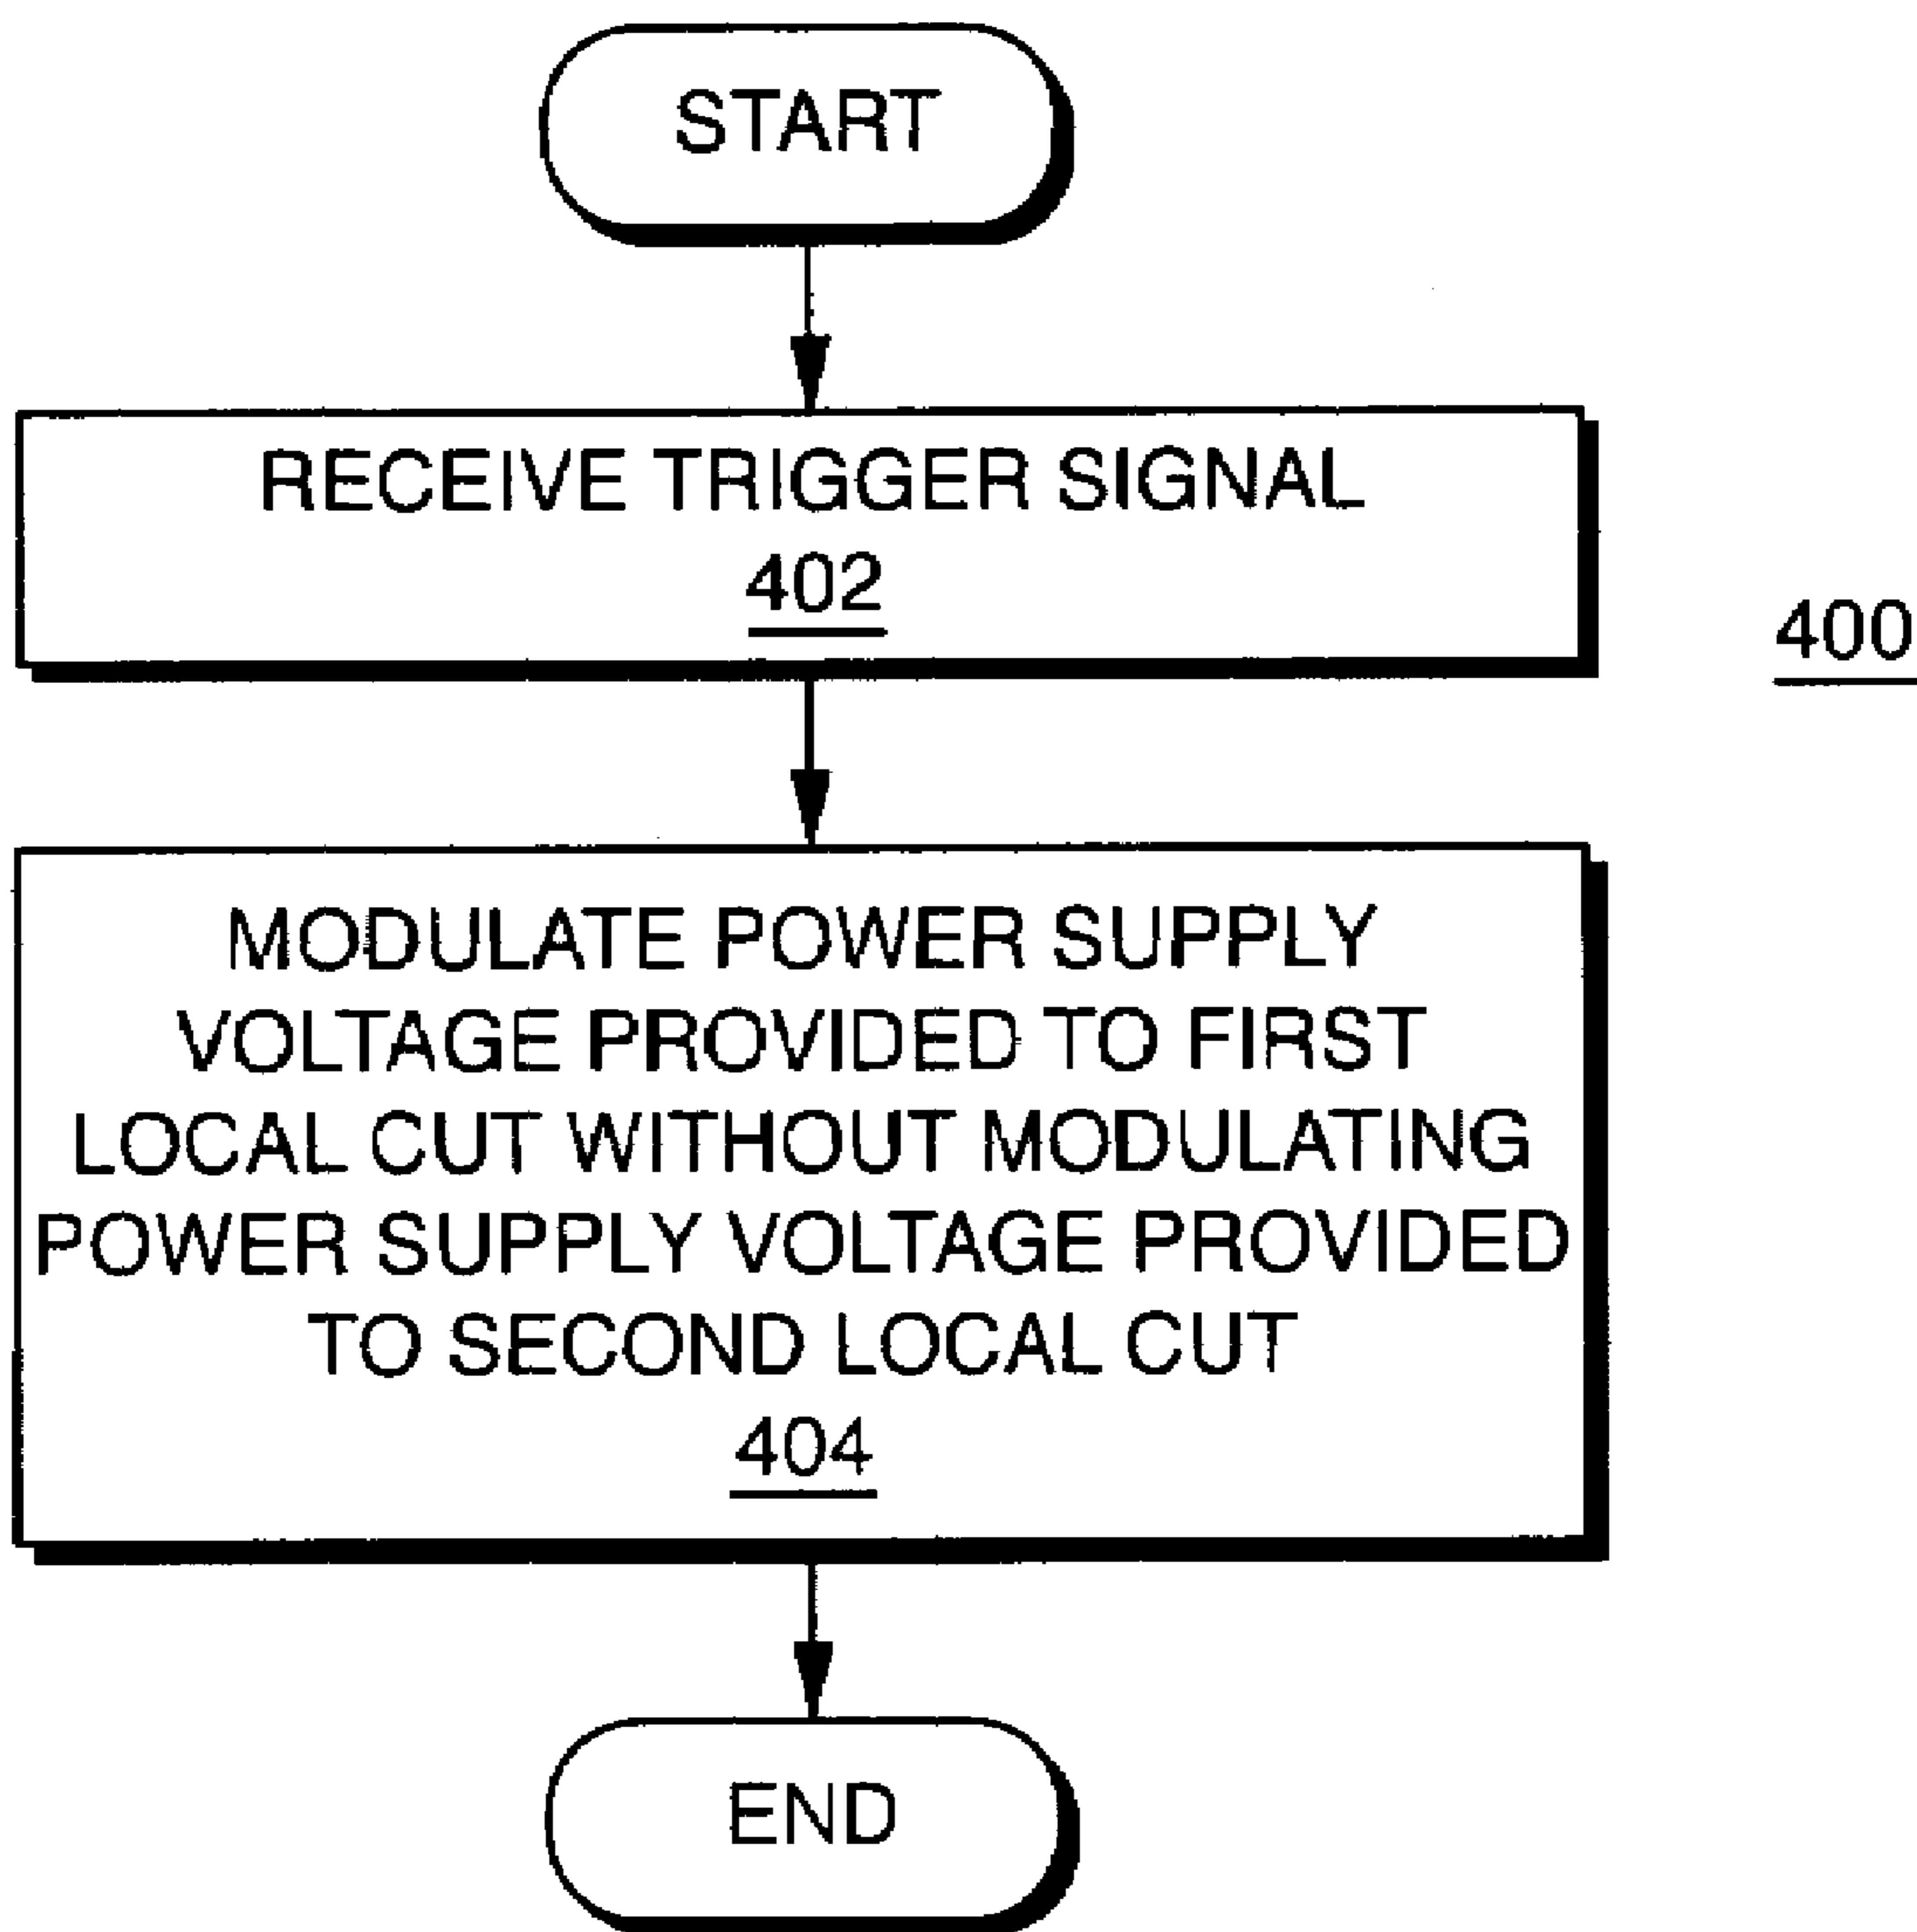 START
RECEIVE TRIGGER SIGNAL
402
400
MODULATE POWER SUPPLY
VOLTAGE PROVIDED TO FIRST
LOCAL CUT WITHOUT MODULATING
POWER SUPPLY VOLTAGE PROVIDED
TO SECOND LOCAL CUT
404
END